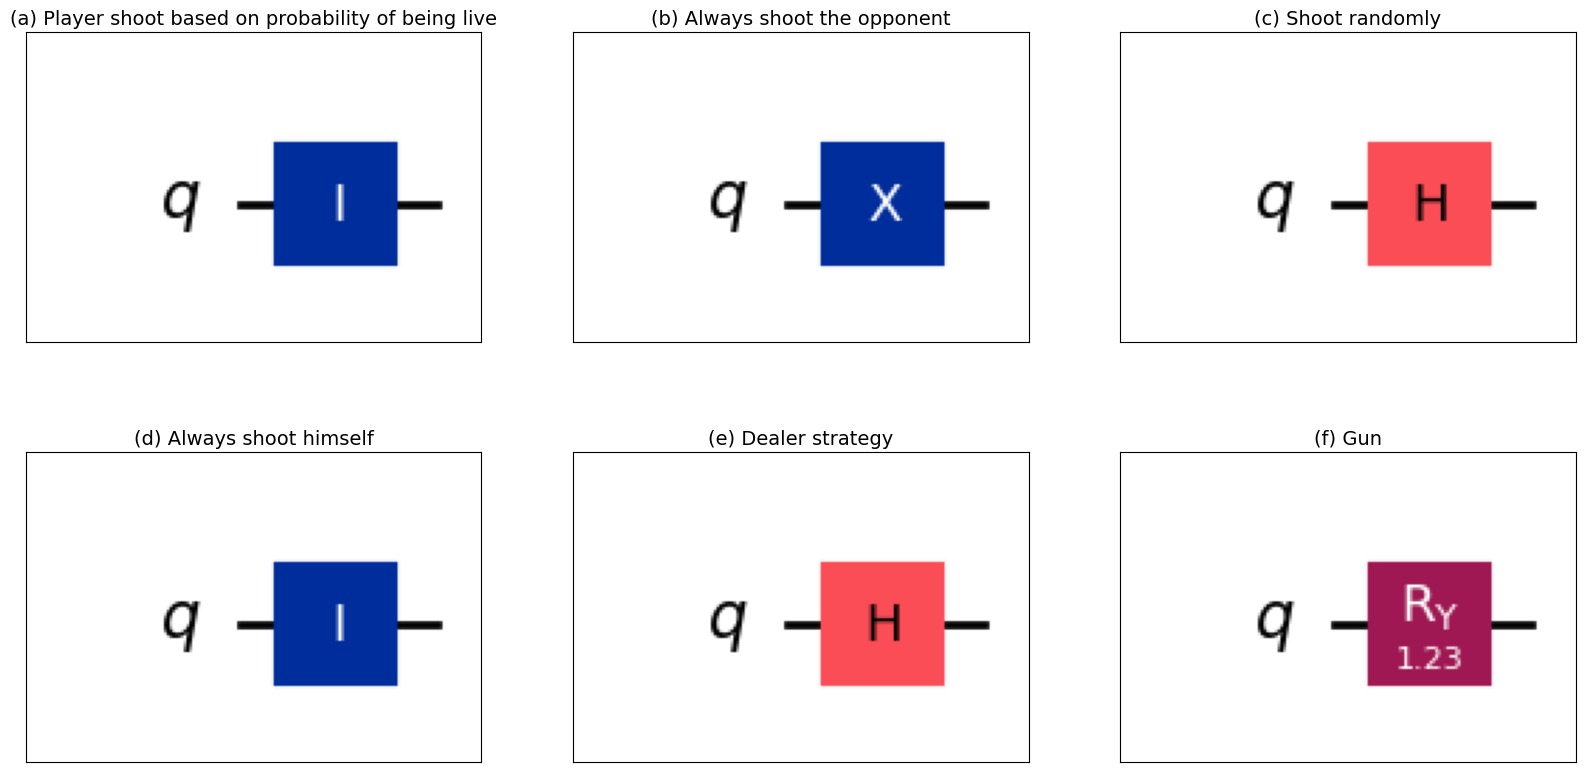 (a) Player shoot based on probability of being live
(b) Always shoot the opponent
(c) Shoot randomly
q I
q X
q H
(d) Always shoot himself
(e) Dealer strategy
(f) Gun
q I
q H
q RY
1.23